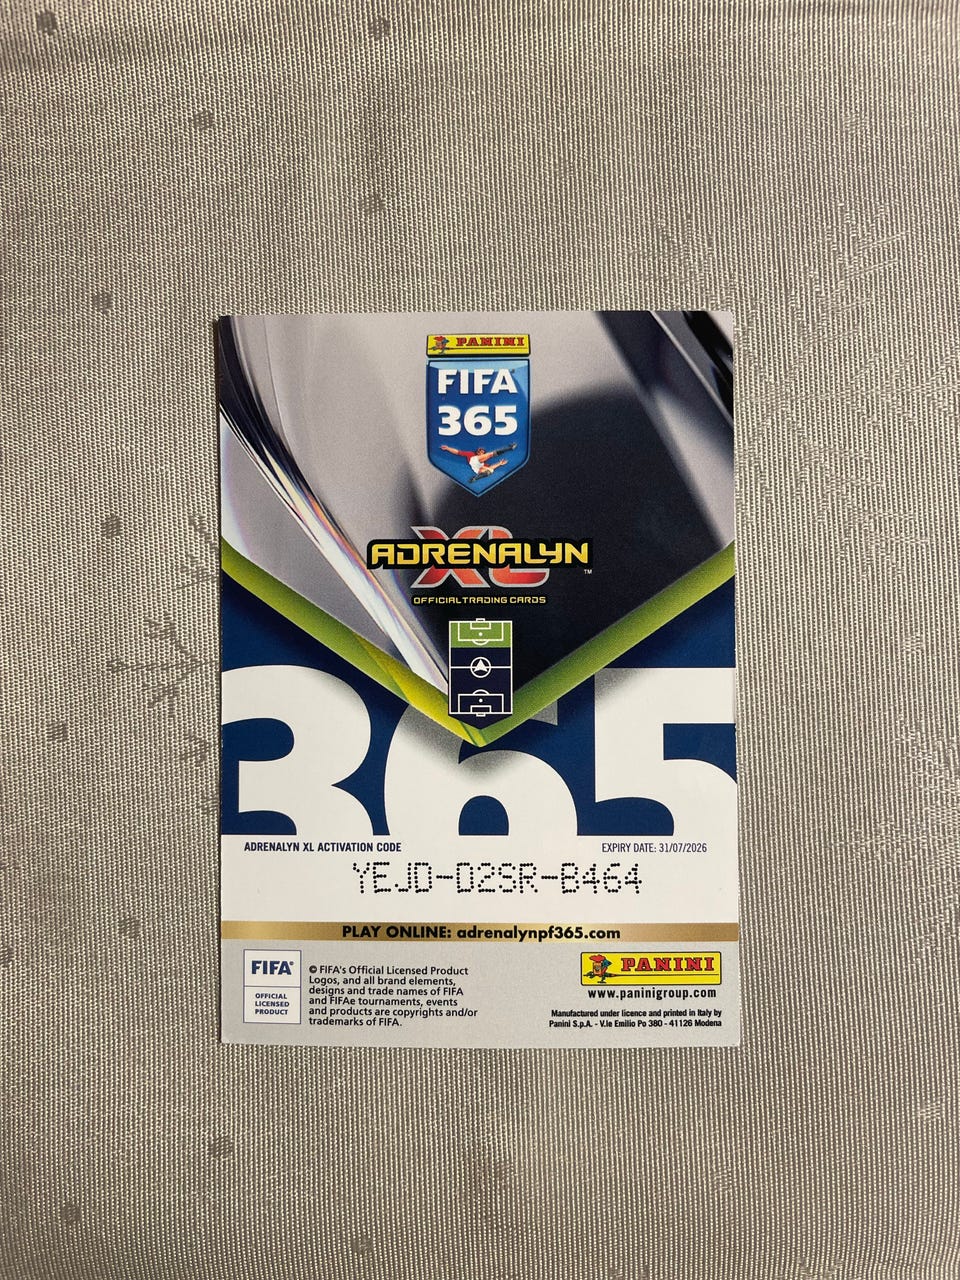 PANINI
FIFA
365
ADRENALYN
XL
™
OFFICIAL TRADING CARDS
365
ADRENALYN XL ACTIVATION CODE
EXPIRY DATE: 31/07/2026
YEJD-D2SR-B464
PLAY ONLINE: adrenalynpf365.com
FIFA®
OFFICIAL
LICENSED
PRODUCT
© FIFA's Official Licensed Product
Logos, and all brand elements,
designs and trade names of FIFA
and FIFAe tournaments, events
and products are copyrights and/or
trademarks of FIFA.
PANINI
www.paninigroup.com
Manufactured under licence and printed in Italy by
Panini S.p.A. - V.le Emilio Po 380 - 41126 Modena